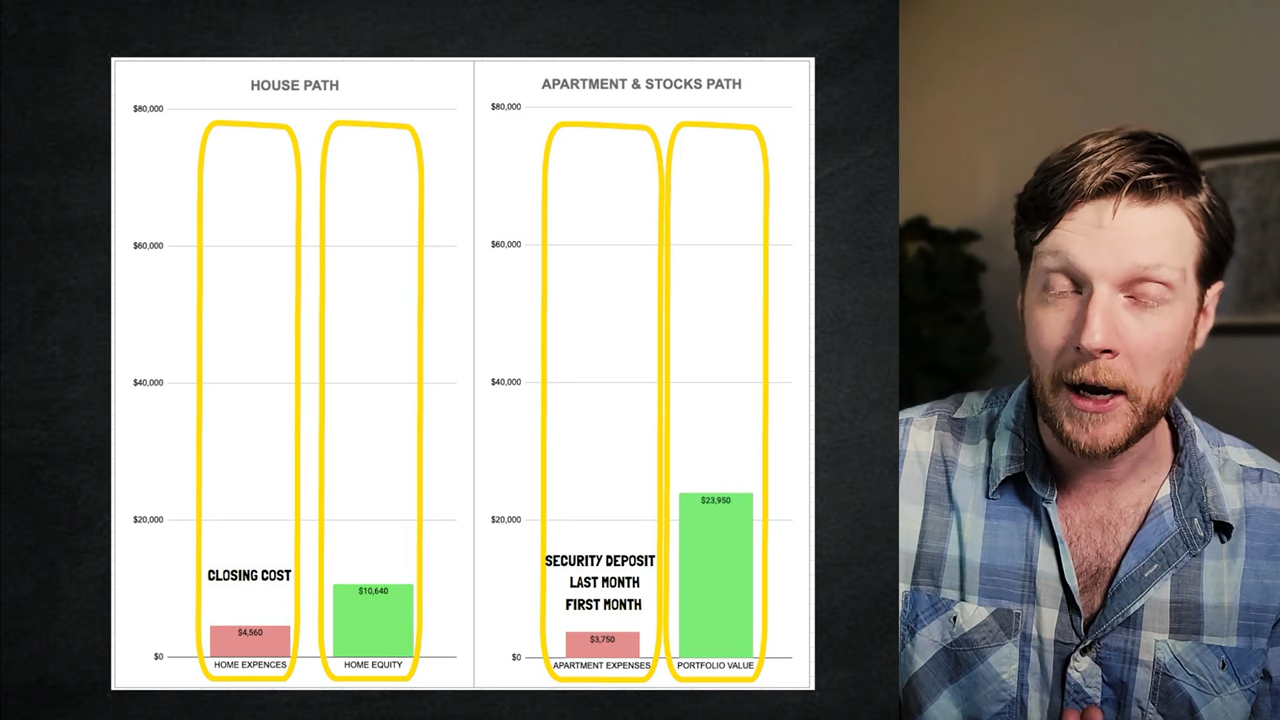 HOUSE PATH
$80,000
$60,000
$40,000
$20,000
$0
CLOSING COST
$4,560
$10,640
HOME EXPENCES
HOME EQUITY
APARTMENT & STOCKS PATH
$80,000
$60,000
$40,000
$20,000
$0
SECURITY DEPOSIT
LAST MONTH
FIRST MONTH
$3,750
$23,950
APARTMENT EXPENSES
PORTFOLIO VALUE